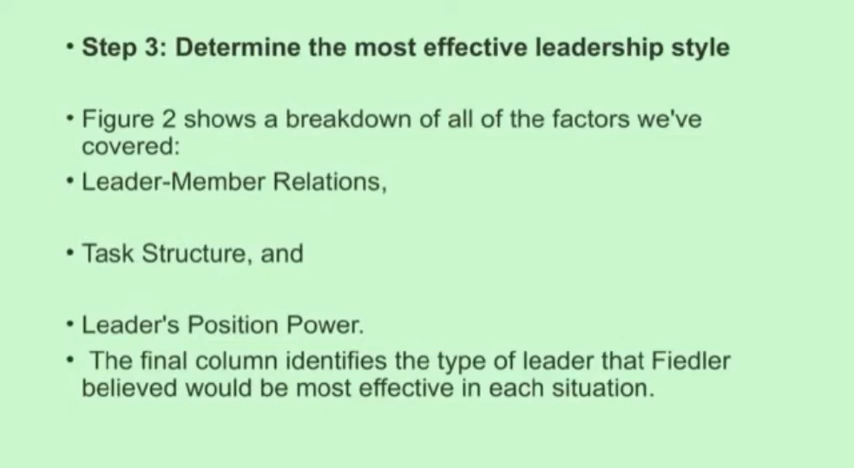 • Step 3: Determine the most effective leadership style
• Figure 2 shows a breakdown of all of the factors we've
covered:
• Leader-Member Relations,
• Task Structure, and
• Leader's Position Power.
• The final column identifies the type of leader that Fiedler
believed would be most effective in each situation.